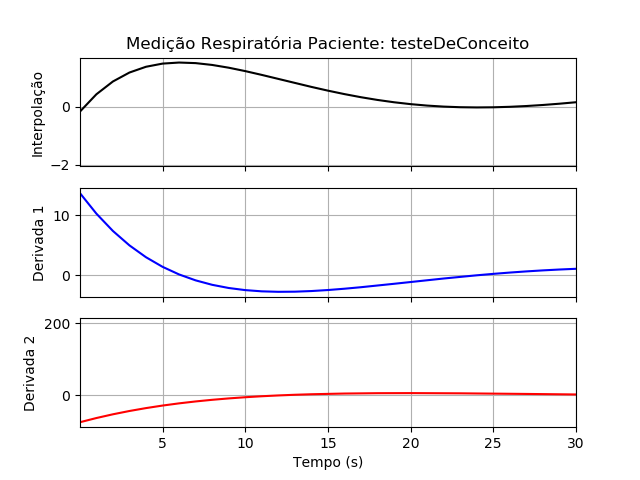 Medição Respiratória Paciente: testeDeConceito
Interpolação
0
−2
Derivada 1
10
0
Derivada 2
200
0
5 10 15 20 25 30
Tempo (s)